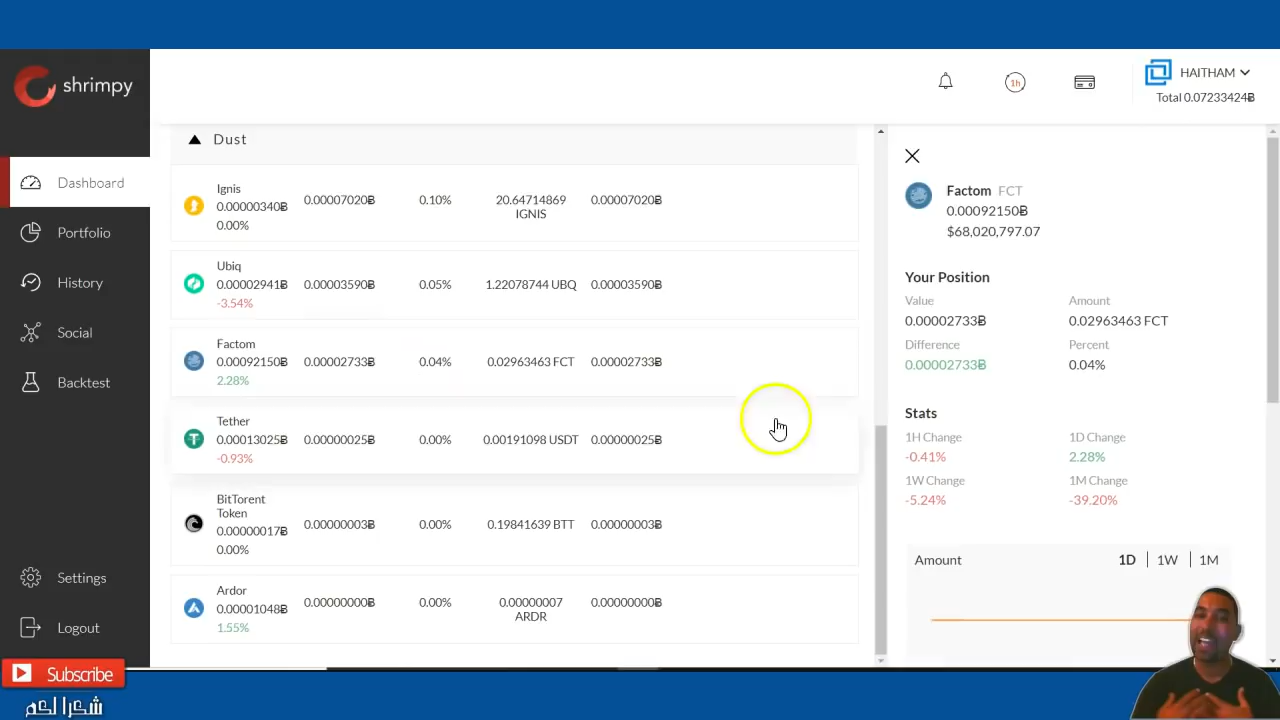 shrimpy
1h
HAITHAM
Total 0.07233424Ƀ
Dashboard
Portfolio
History
Social
Backtest
Settings
Logout
Subscribe
شكرا لكم
Dust
Ignis
0.00000340Ƀ
0.00%
0.00007020Ƀ
0.10%
20.64714869
IGNIS
0.00007020Ƀ
Ubiq
0.00002941Ƀ
-3.54%
0.00003590Ƀ
0.05%
1.22078744 UBQ
0.00003590Ƀ
Factom
0.00092150Ƀ
2.28%
0.00002733Ƀ
0.04%
0.02963463 FCT
0.00002733Ƀ
Tether
0.00013025Ƀ
-0.93%
0.00000025Ƀ
0.00%
0.00191098 USDT
0.00000025Ƀ
BitTorent
Token
0.00000017Ƀ
0.00%
0.00000003Ƀ
0.00%
0.19841639 BTT
0.00000003Ƀ
Ardor
0.00001048Ƀ
1.55%
0.00000000Ƀ
0.00%
0.00000007
ARDR
0.00000000Ƀ
Factom FCT
0.00092150Ƀ
$68,020,797.07
Your Position
Value Amount
0.00002733Ƀ 0.02963463 FCT
Difference Percent
0.00002733Ƀ 0.04%
Stats
1H Change 1D Change
-0.41% 2.28%
1W Change 1M Change
-5.24% -39.20%
Amount 1D | 1W | 1M